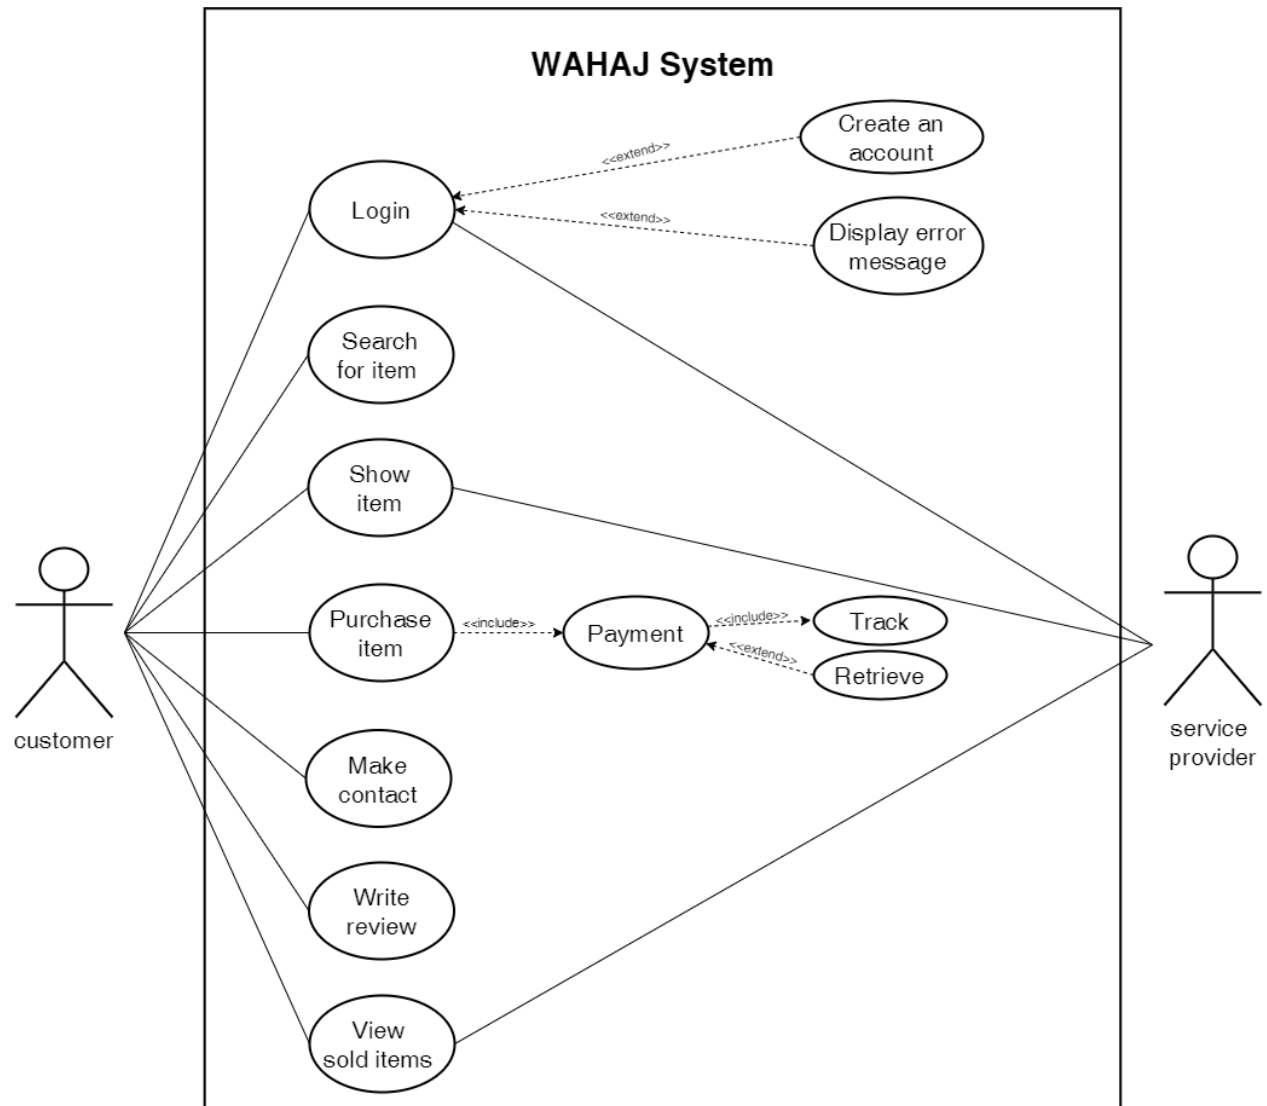 WAHAJ System
Create an
account
<<extend>>
Login
<<extend>>
Display error
message
Search
for item
Show
item
Purchase
item
<<include>>
Payment
<<include>>
Track
<<extend>>
Retrieve
customer
service
provider
Make
contact
Write
review
View
sold items